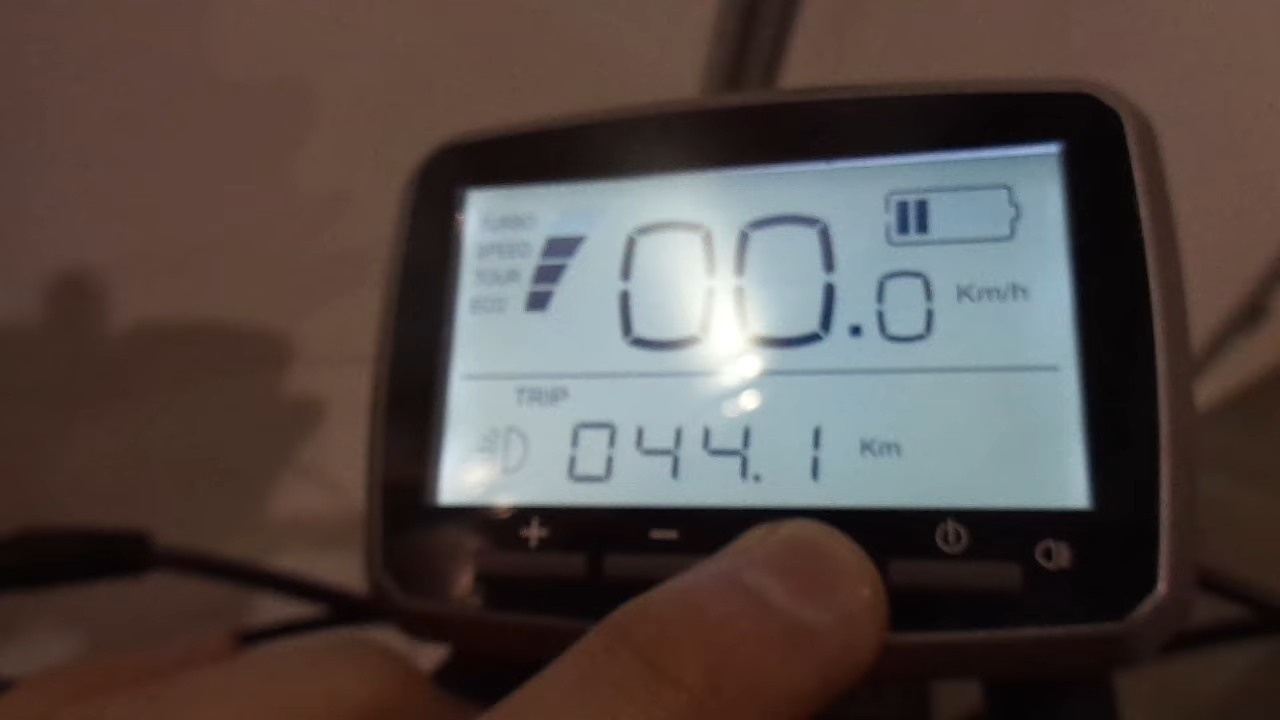 TURBO
SPEED
TOUR
ECO
00.0 Km/h
TRIP
044.1 Km
+ −